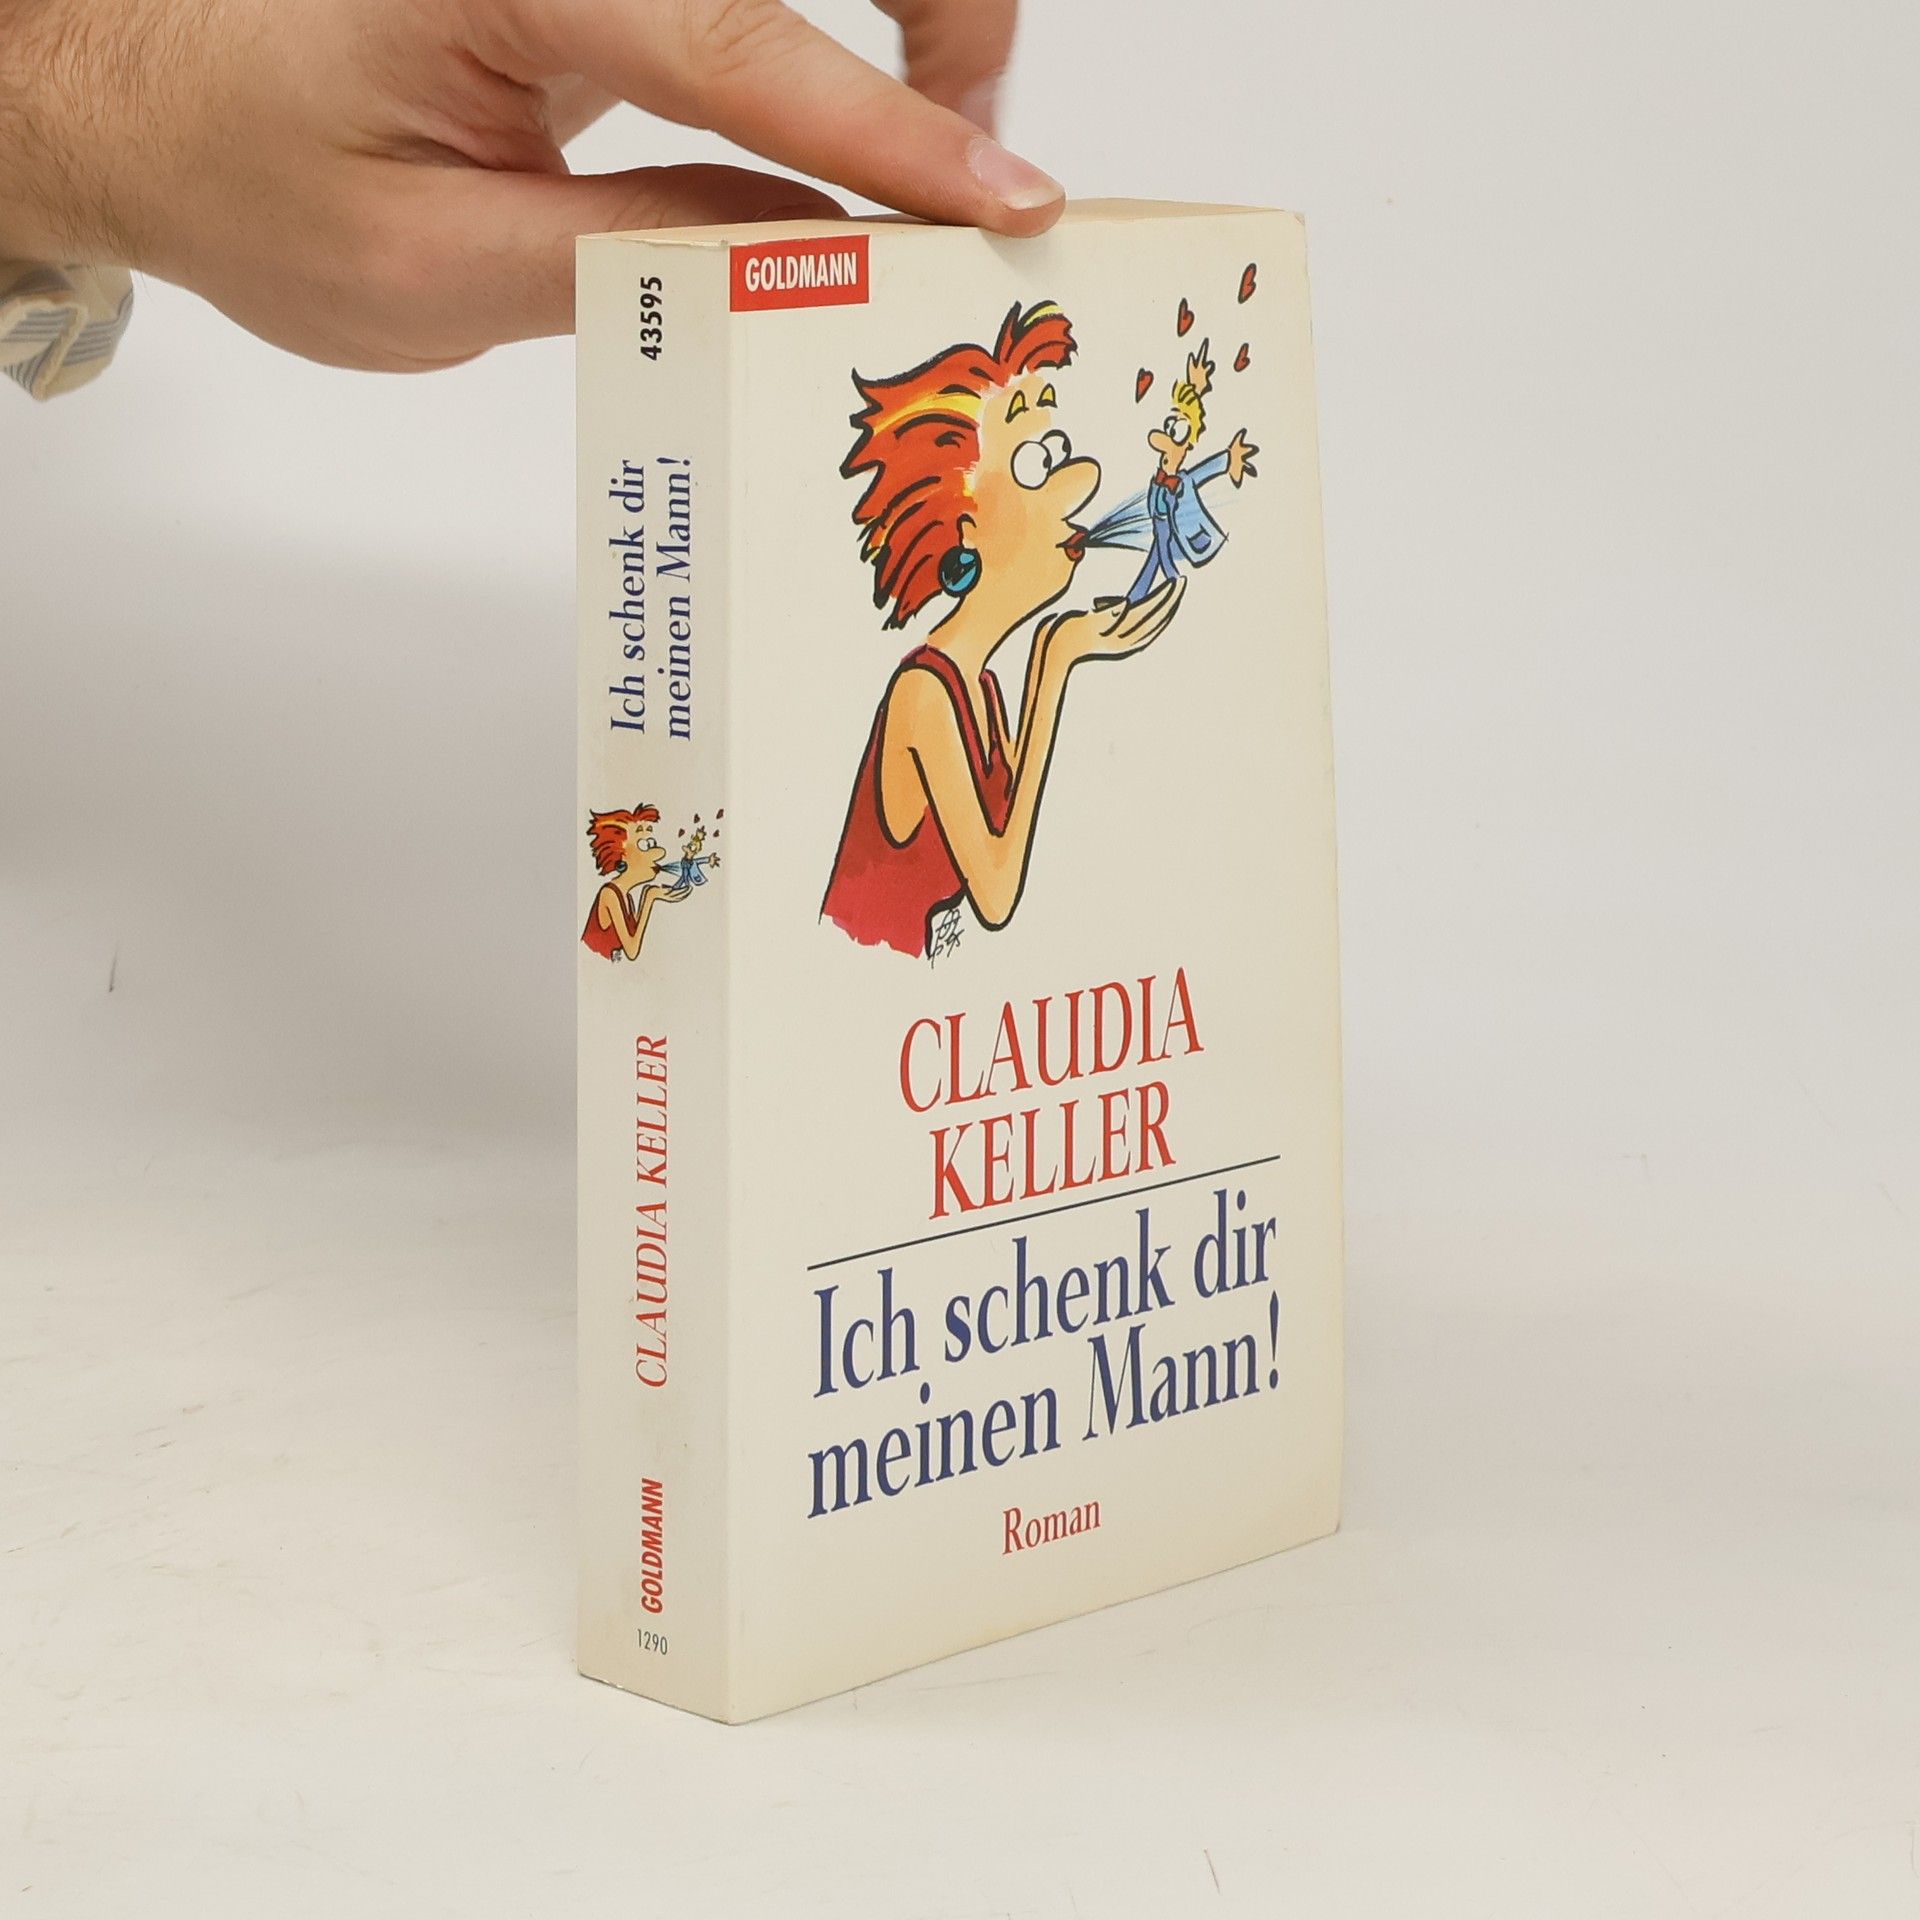 43595
Ich schenk dir
meinen Mann!
CLAUDIA KELLER
GOLDMANN
1290
GOLDMANN
CLAUDIA
KELLER
Ich schenk dir
meinen Mann!
Roman